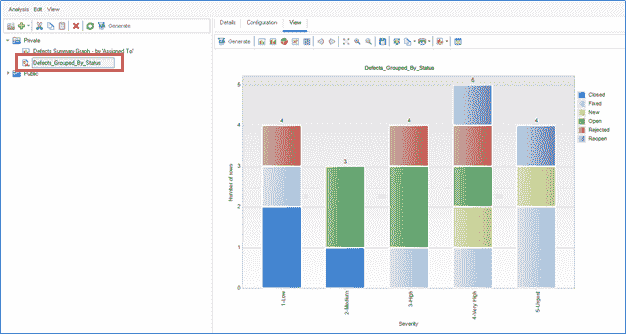 Analysis Edit View
Generate
Private
Defects Summary Graph - by 'Assigned To'
Defects_Grouped_By_Status
Public
Details Configuration View
Generate
Defects_Grouped_By_Status
Number of rows
5
4
3
2
1
0
4
3
4
5
4
1-Low
2-Medium
3-High
4-Very High
5-Urgent
Severity
Closed
Fixed
New
Open
Rejected
Reopen